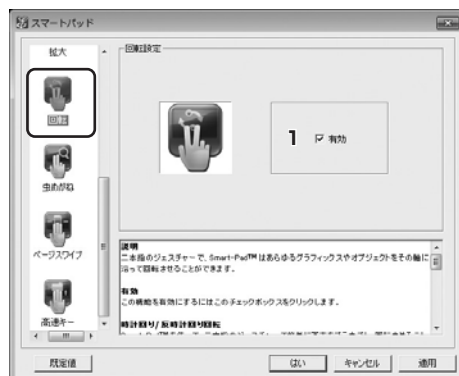 スマートパッド
拡大
回転
虫めがね
ページスワイプ
高速キー
回転設定
1 有効
説明
二本指のジェスチャーで、Smart-Pad™ はあらゆるグラフィックスやオブジェクトをその軸に
沿って回転させることができます。
有効
この機能を有効にするにはこのチェックボックスをクリックします。
時計回り/反時計回り回転
既定値
はい
キャンセル
適用